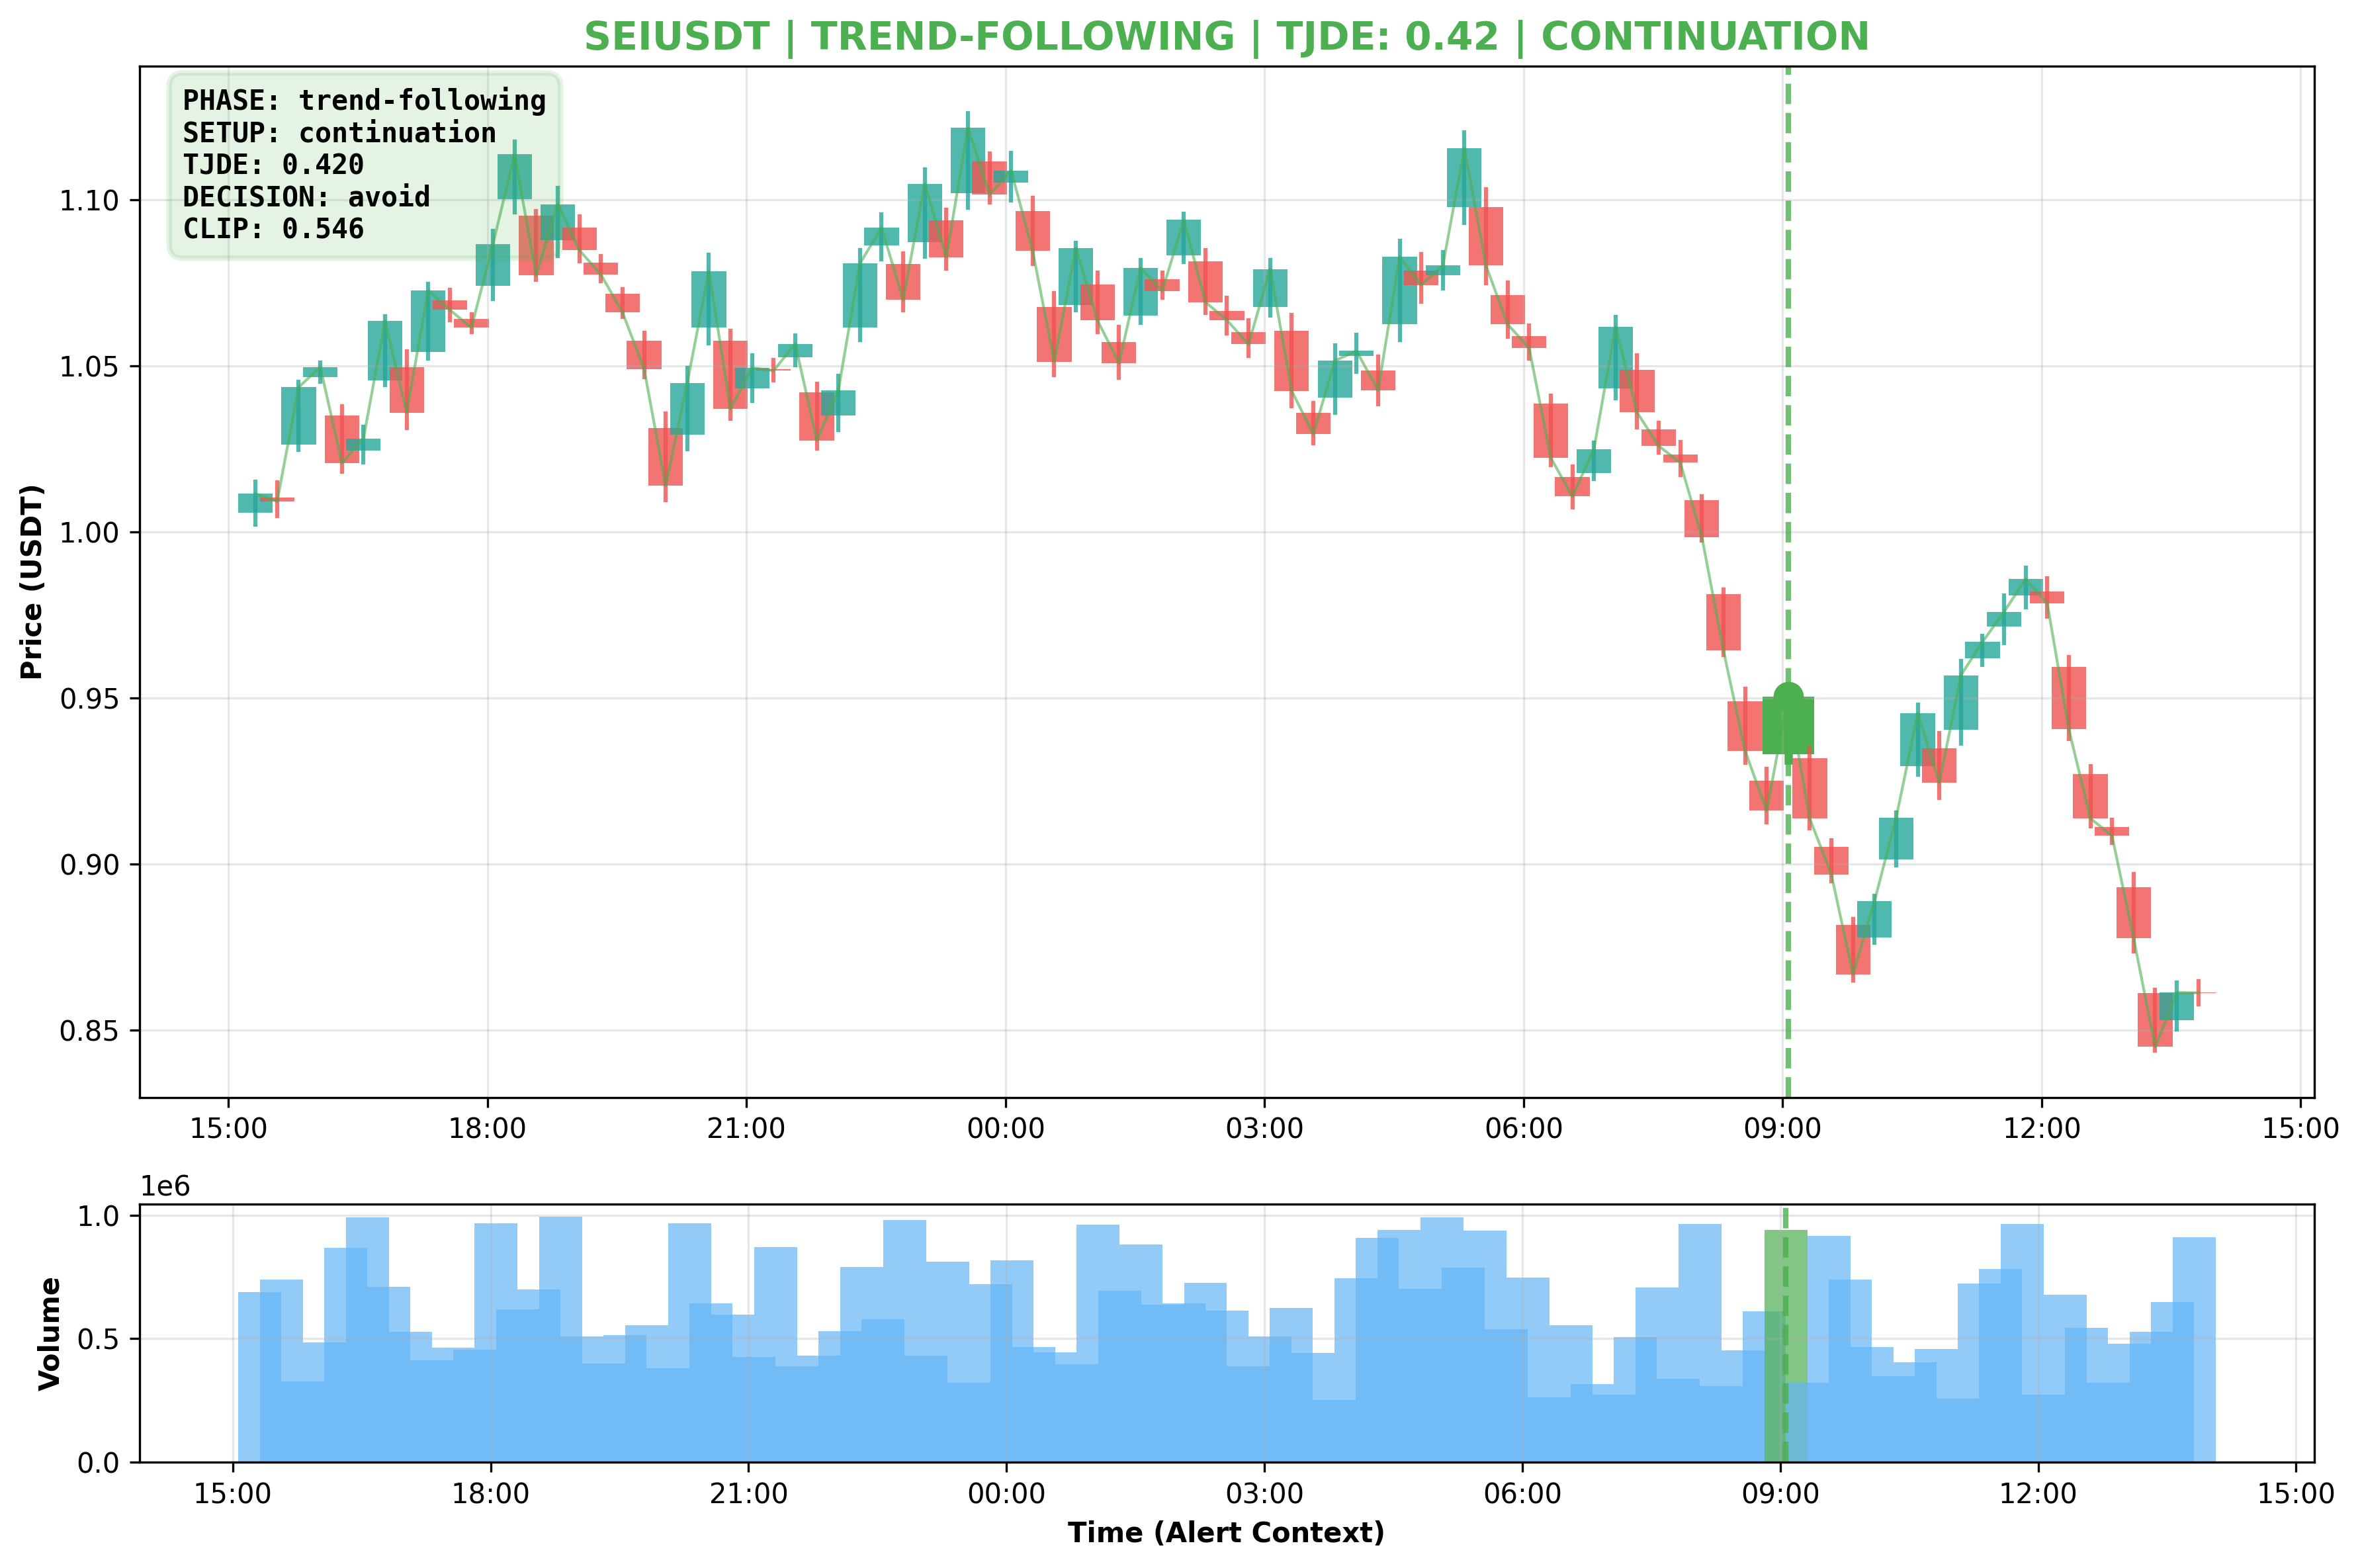 SEIUSDT | TREND-FOLLOWING | TJDE: 0.42 | CONTINUATION
PHASE: trend-following
SETUP: continuation
TJDE: 0.420
DECISION: avoid
CLIP: 0.546
Price (USDT)
1.10
1.05
1.00
0.95
0.90
0.85
15:00 18:00 21:00 00:00 03:00 06:00 09:00 12:00 15:00
1e6
Volume
1.0
0.5
0.0
15:00 18:00 21:00 00:00 03:00 06:00 09:00 12:00 15:00
Time (Alert Context)